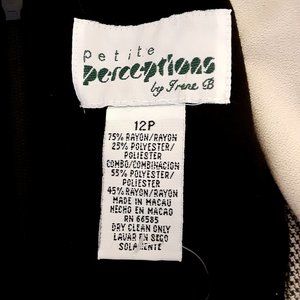 petite
perceptions
by Irene B
12P
75% RAYON/RAYON
25% POLYESTER/
POLIESTER
COMBO/COMBINACION
55% POLYESTER/
POLIESTER
45% RAYON/RAYON
MADE IN MACAU
HECHO EN MACAO
RN 66585
DRY CLEAN ONLY
LAVAR EN SECO
SOLAMENTE